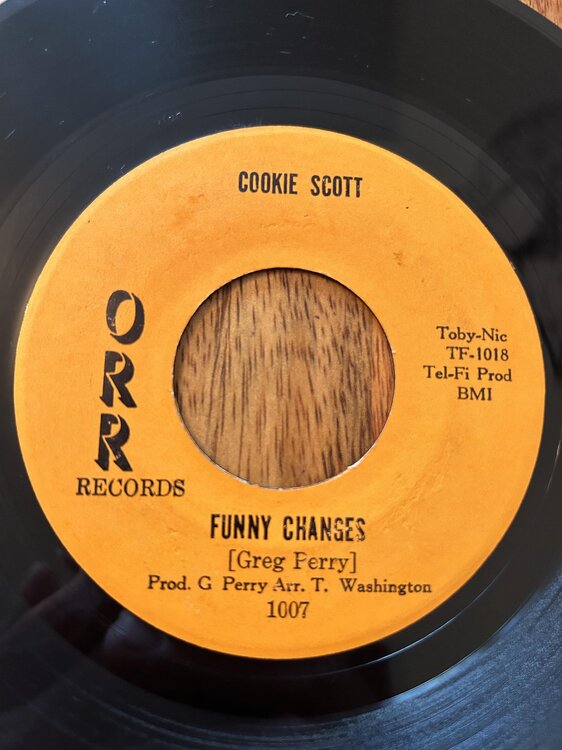 COOKIE SCOTT
ORR
RECORDS
Toby-Nic
TF-1018
Tel-Fi Prod
BMI
FUNNY CHANGES
[Greg Perry]
Prod. G Perry Arr. T. Washington
1007